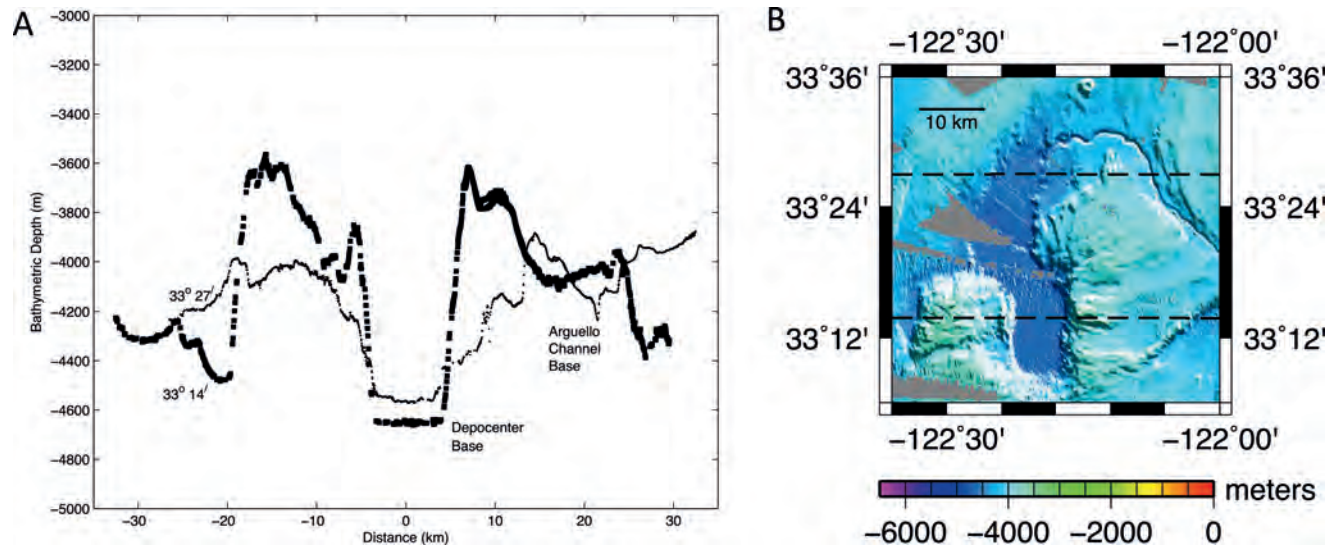 A
Bathymetric Depth (m)
−3000
−3200
−3400
−3600
−3800
−4000
−4200
−4400
−4600
−4800
−5000
33° 27'
33° 14'
Arguello
Channel
Base
Depocenter
Base
−30 −20 −10 0 10 20 30
Distance (km)
B
−122°30' −122°00'
33°36' 33°36'
10 km
33°24' 33°24'
33°12' 33°12'
−122°30' −122°00'
meters
−6000 −4000 −2000 0